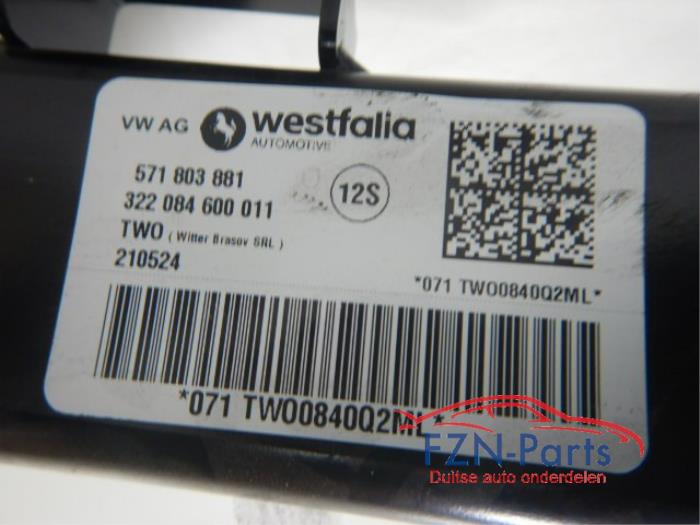 VW AG westfalia
AUTOMOTIVE
571 803 881
322 084 600 011
12S
TWO ( Witter Brasov SRL )
210524
*071 TWO0840Q2ML*
*071 TWO0840Q2ML*
FZN-Parts
Duitse auto onderdelen